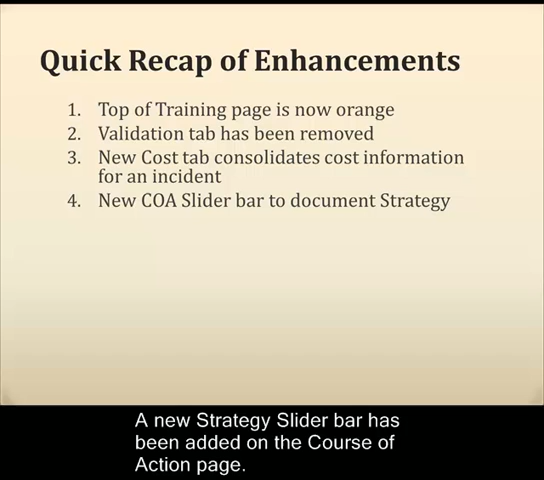 Quick Recap of Enhancements
1. Top of Training page is now orange
2. Validation tab has been removed
3. New Cost tab consolidates cost information
for an incident
4. New COA Slider bar to document Strategy
A new Strategy Slider bar has
been added on the Course of
Action page.